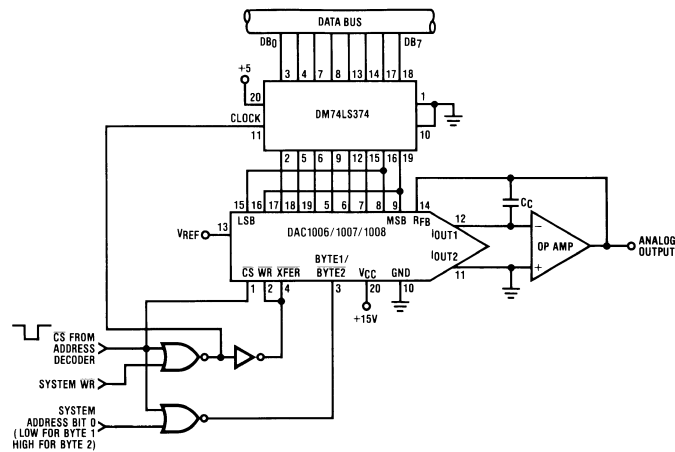 DATA BUS
DB0 DB7
3 4 7 8 13 14 17 18
+5
20
CLOCK
11
DM74LS374
1
10
2 5 6 9 12 15 16 19
15 16 17 18 19 5 6 7 8 9 14
LSB MSB RFB
VREF 13
DAC1006/1007/1008
IOUT1 12
IOUT2 11
CC
OP AMP
ANALOG
OUTPUT
BYTE1/
CS WR XFER BYTE2 VCC GND
1 2 4 3 20 10
+15V
CS FROM
ADDRESS
DECODER
SYSTEM WR
SYSTEM
ADDRESS BIT 0
(LOW FOR BYTE 1
HIGH FOR BYTE 2)